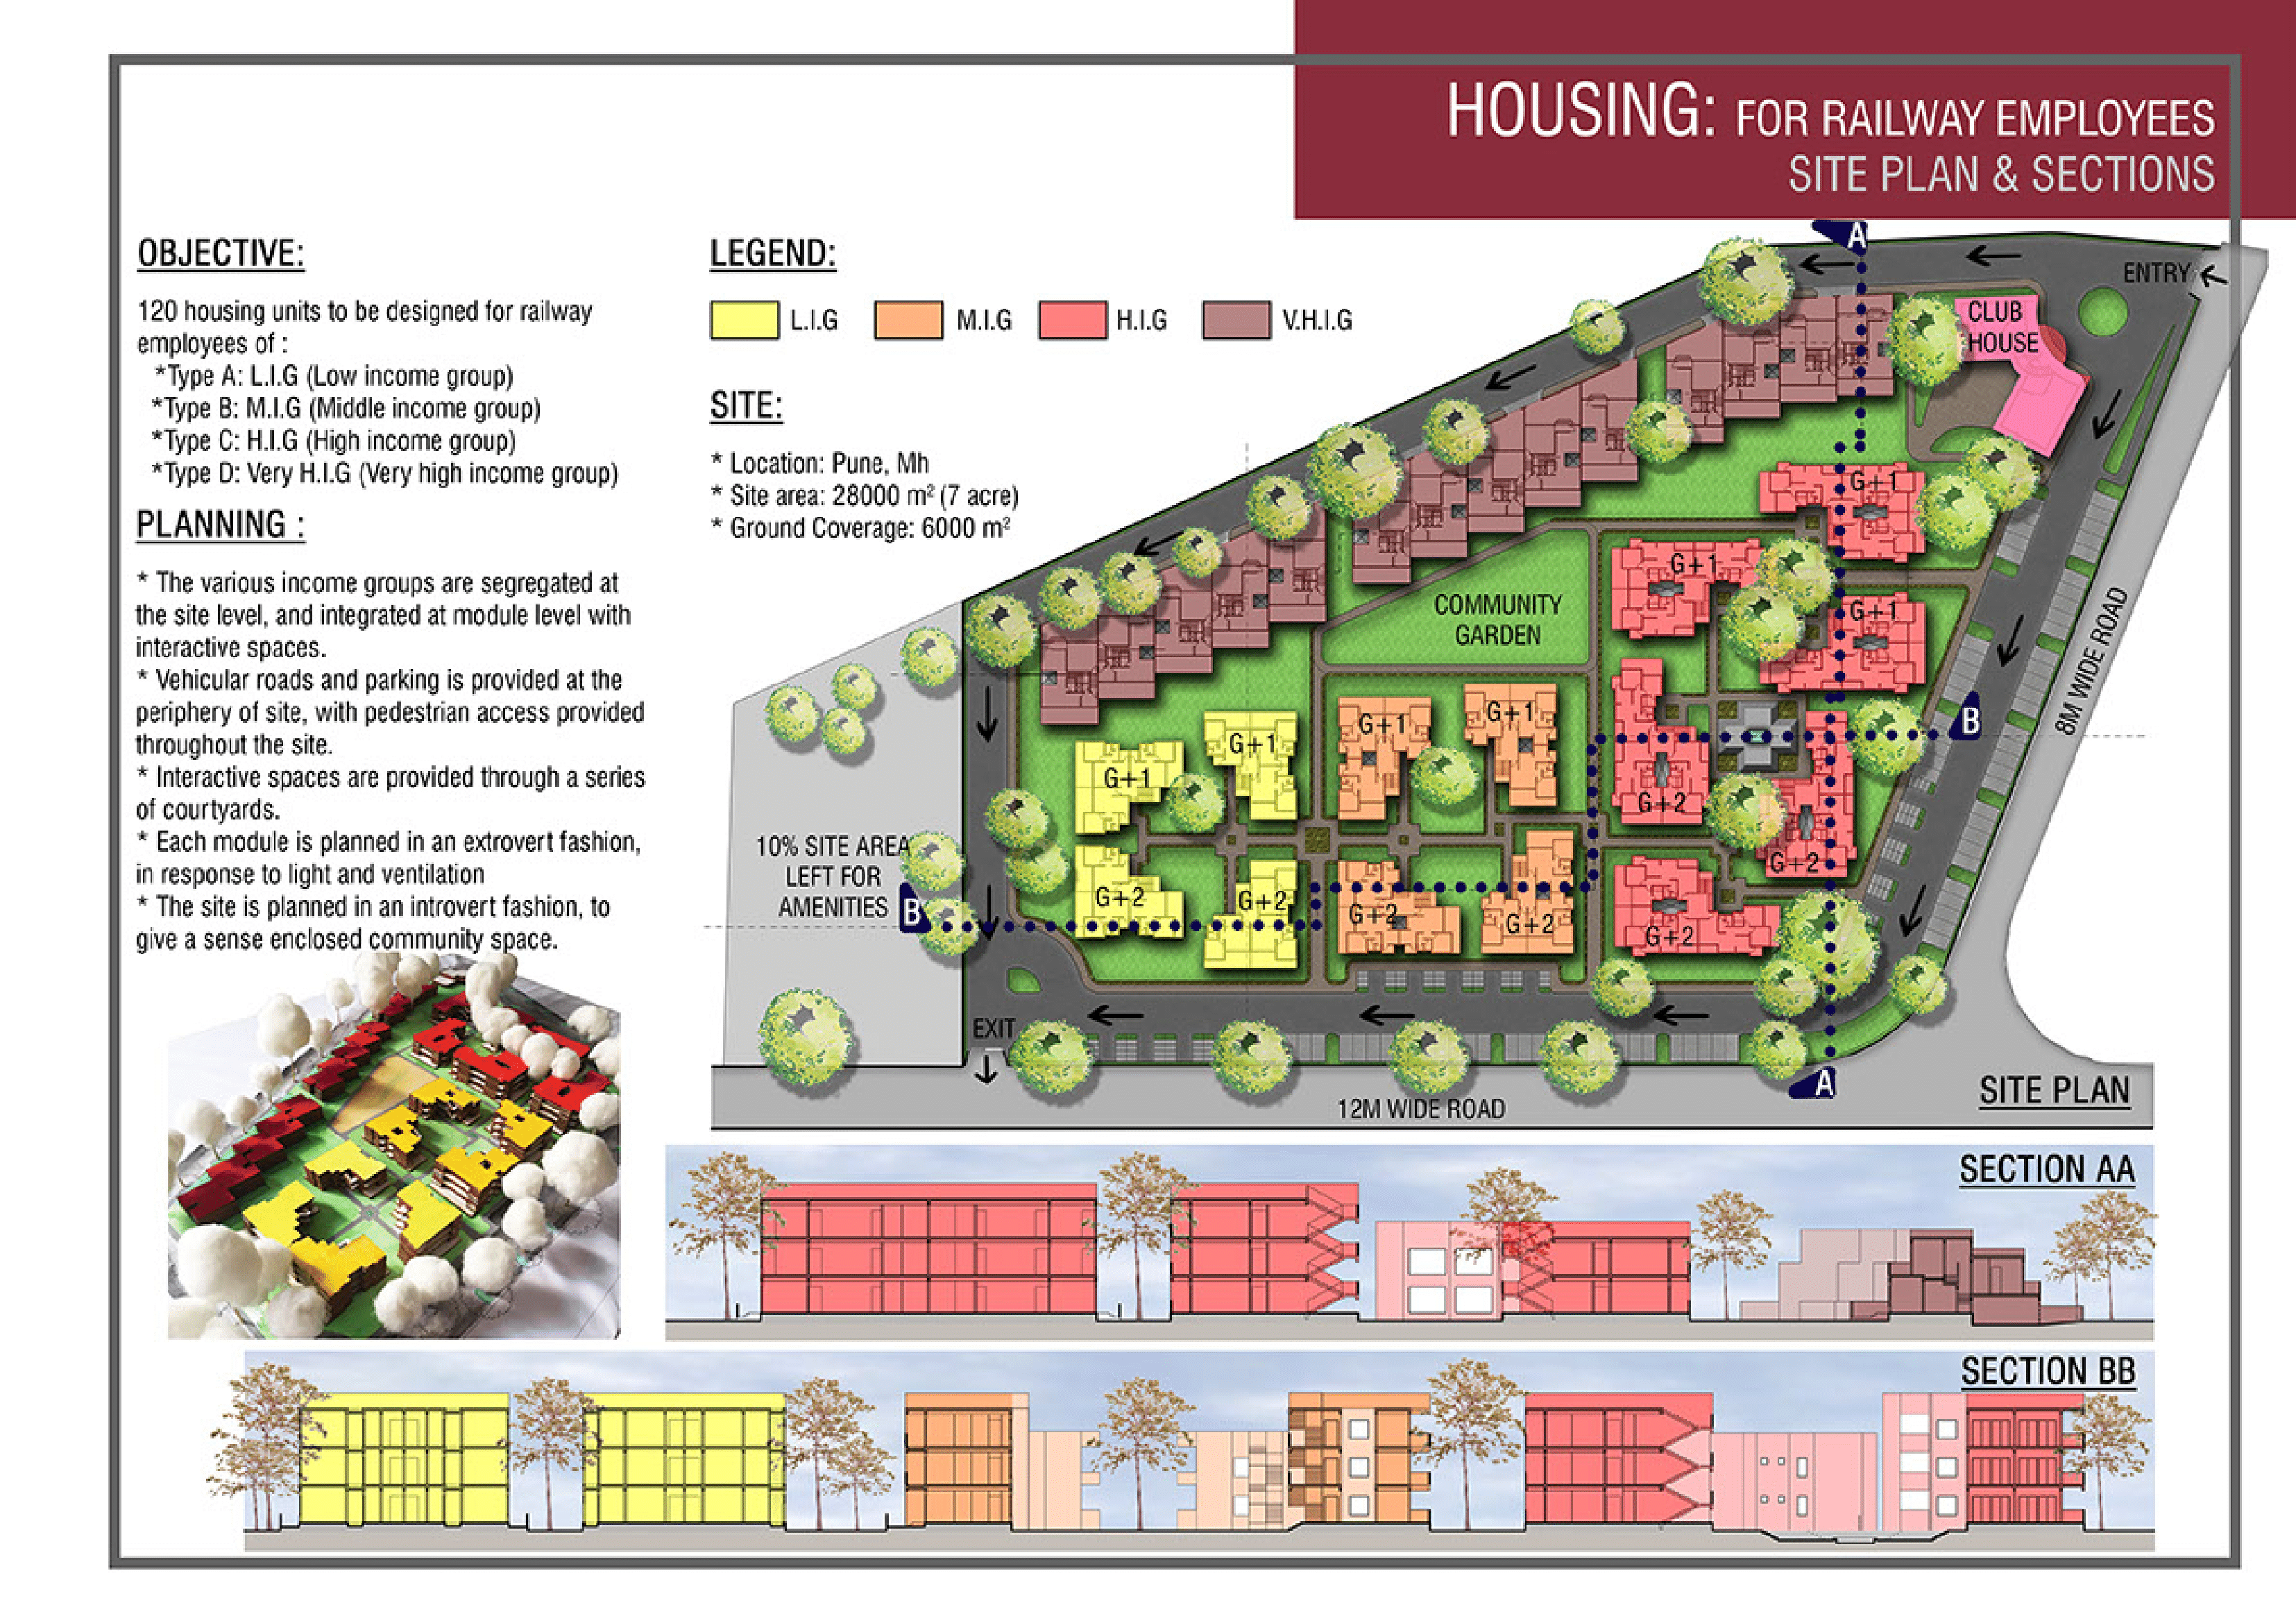 HOUSING: FOR RAILWAY EMPLOYEES
SITE PLAN & SECTIONS
OBJECTIVE:
120 housing units to be designed for railway
employees of :
*Type A: L.I.G (Low income group)
*Type B: M.I.G (Middle income group)
*Type C: H.I.G (High income group)
*Type D: Very H.I.G (Very high income group)
PLANNING :
* The various income groups are segregated at
the site level, and integrated at module level with
interactive spaces.
* Vehicular roads and parking is provided at the
periphery of site, with pedestrian access provided
throughout the site.
* Interactive spaces are provided through a series
of courtyards.
* Each module is planned in an extrovert fashion,
in response to light and ventilation
* The site is planned in an introvert fashion, to
give a sense enclosed community space.
LEGEND:
L.I.G
M.I.G
H.I.G
V.H.I.G
SITE:
* Location: Pune, Mh
* Site area: 28000 m² (7 acre)
* Ground Coverage: 6000 m²
A
ENTRY
CLUB
HOUSE
G+1
G+1
G+1
COMMUNITY
GARDEN
8M WIDE ROAD
B
G+1
G+1
G+1
G+1
G+2
G+2
10% SITE AREA
LEFT FOR
AMENITIES
B
G+2
G+2
G+2
G+2
G+2
EXIT
A
12M WIDE ROAD
SITE PLAN
SECTION AA
SECTION BB